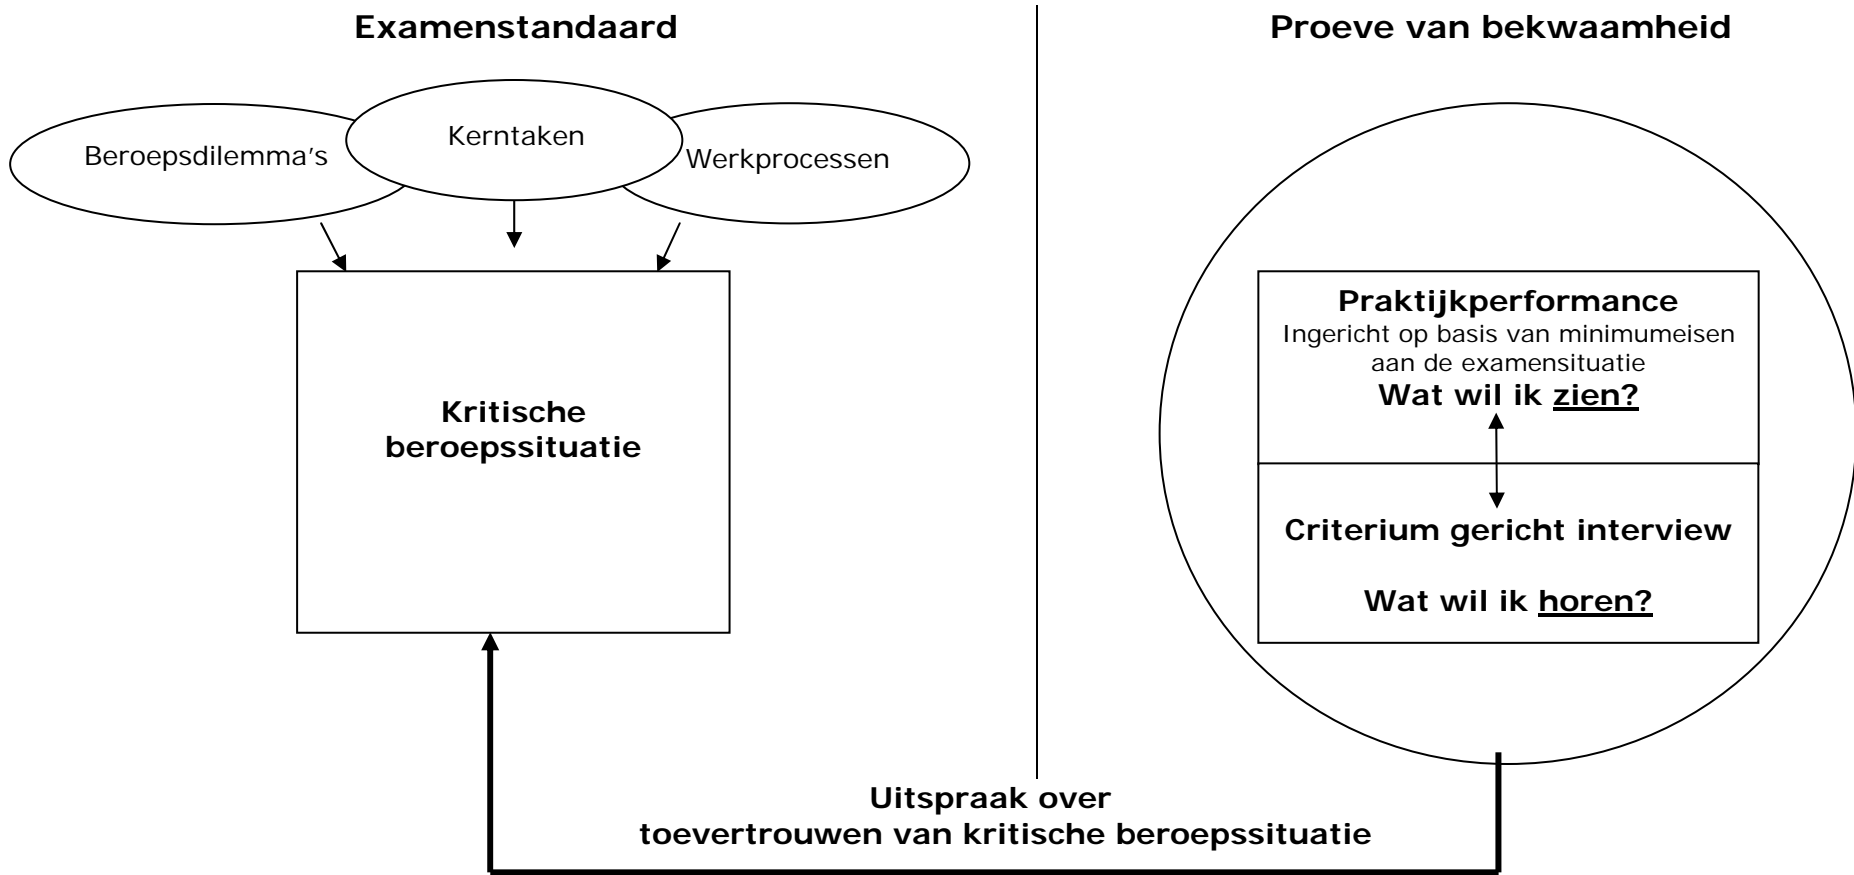 Examenstandaard
Proeve van bekwaamheid
Beroepsdilemma's
Kerntaken
Werkprocessen
Kritische
beroepssituatie
Praktijkperformance
Ingericht op basis van minimumeisen
aan de examensituatie
Wat wil ik zien?
Criterium gericht interview
Wat wil ik horen?
Uitspraak over
toevertrouwen van kritische beroepssituatie